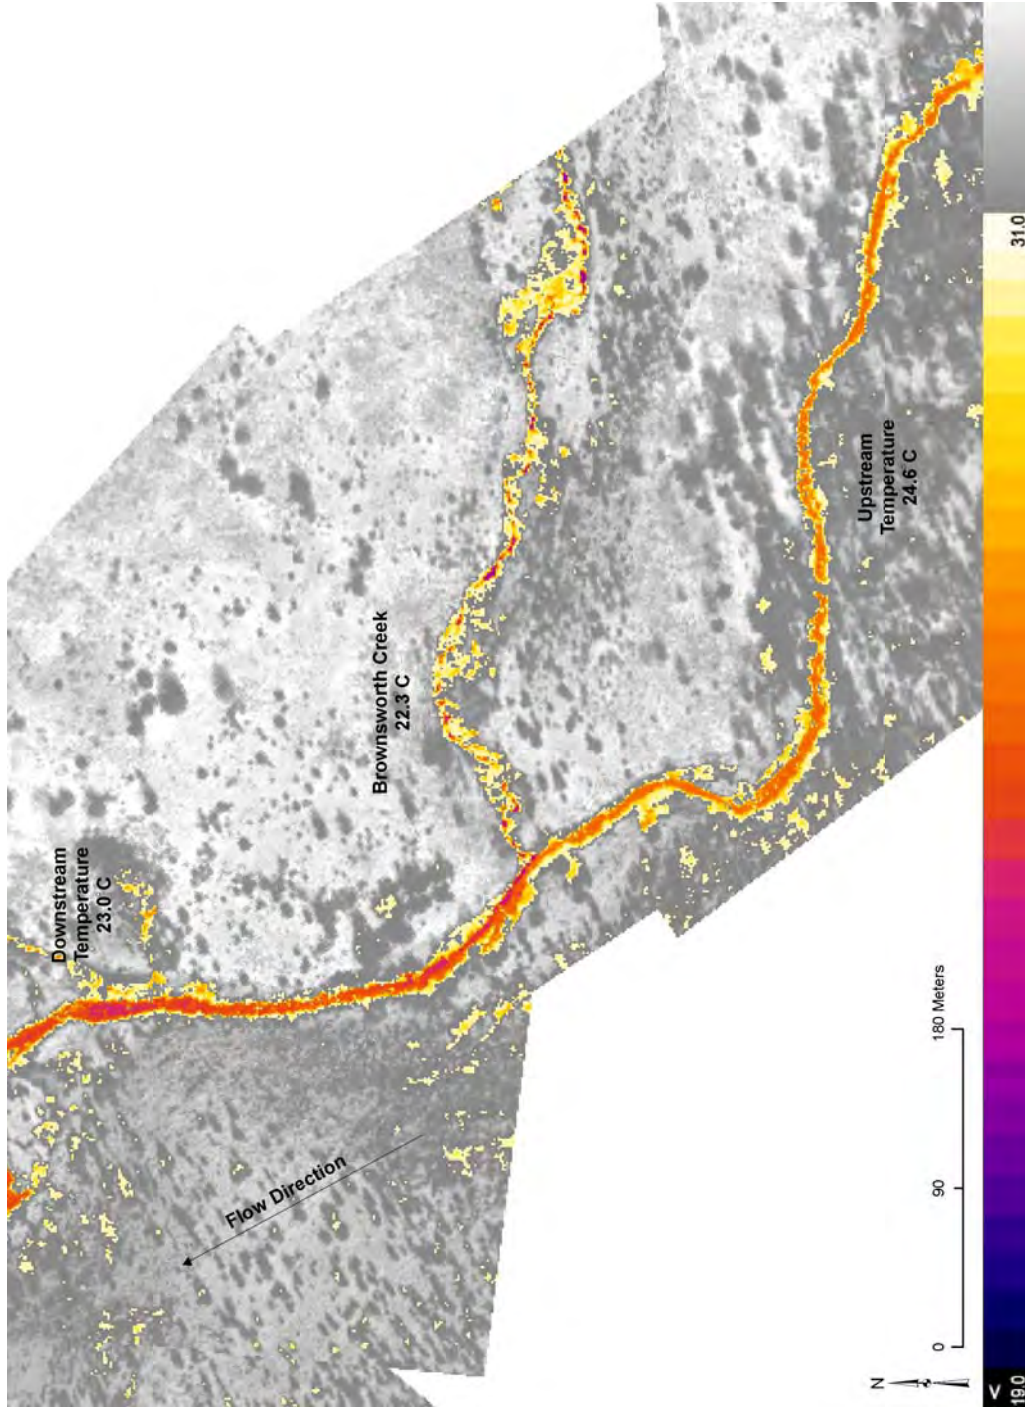 Downstream
Temperature
23.0˚C
Brownsworth Creek
22.3˚C
Upstream
Temperature
24.6˚C
Flow Direction
N
0
90
180 Meters
<
19.0
31.0